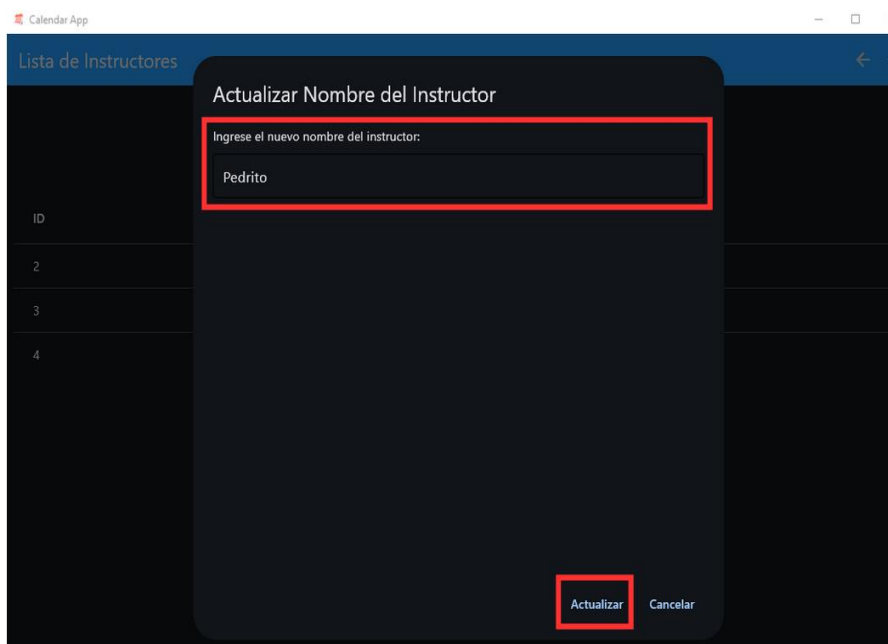 Calendar App
Lista de Instructores
Actualizar Nombre del Instructor
Ingrese el nuevo nombre del instructor:
Pedrito
ID
2
3
4
Actualizar Cancelar